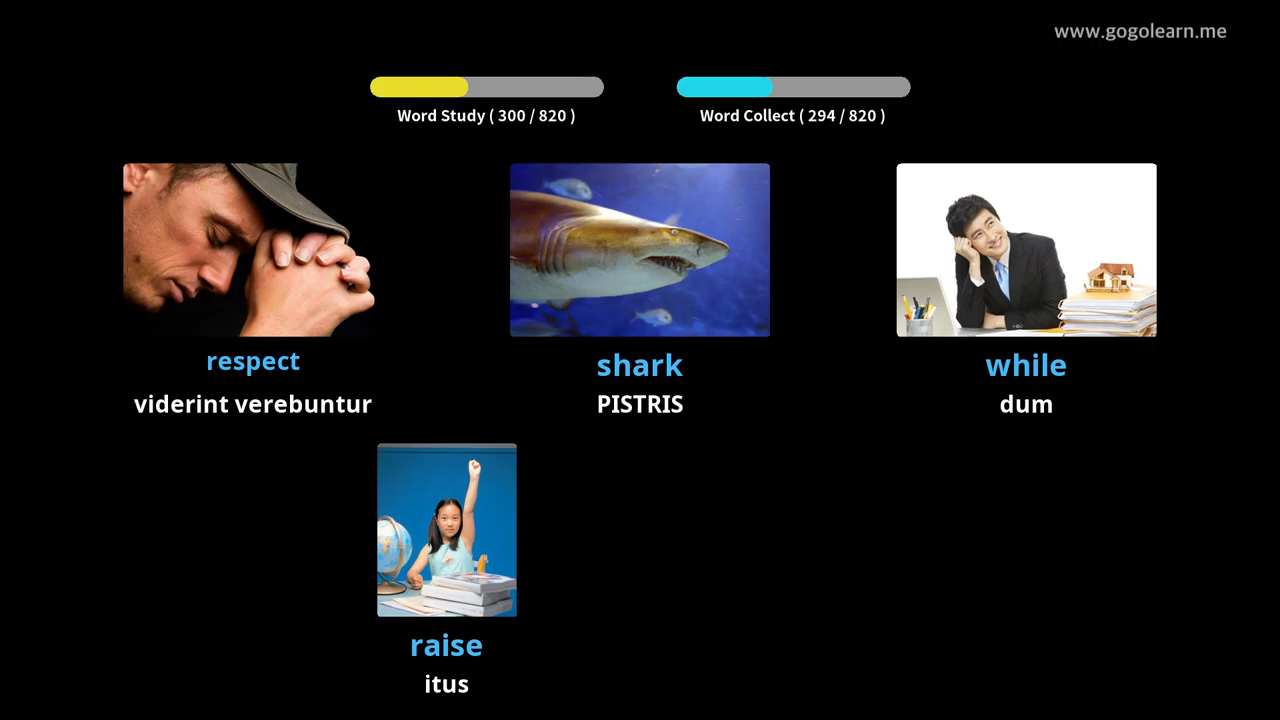 www.gogolearn.me
Word Study ( 300 / 820 )
Word Collect ( 294 / 820 )
respect
viderint verebuntur
shark
PISTRIS
while
dum
raise
itus